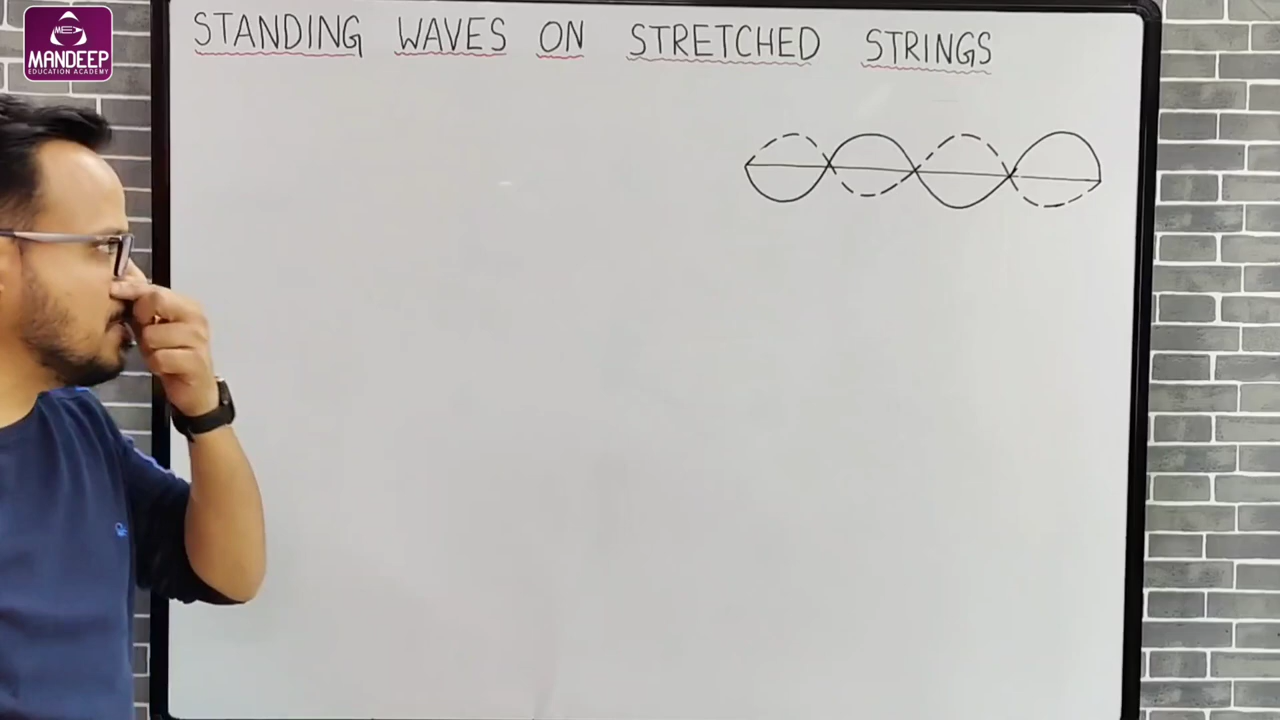 MANDEEP
EDUCATION ACADEMY
STANDING WAVES ON STRETCHED STRINGS